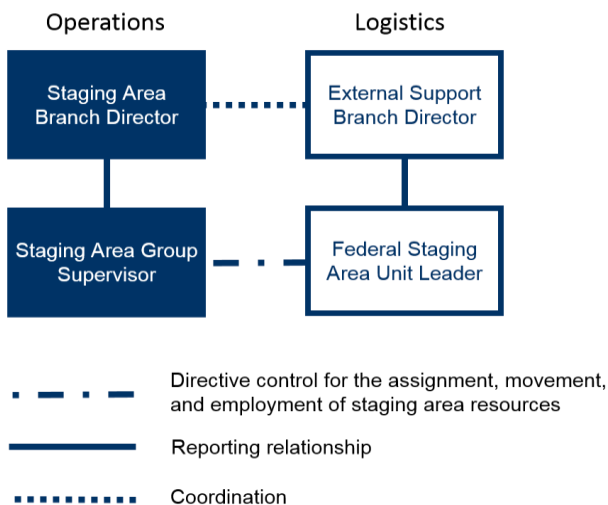 Operations
Logistics
Staging Area
Branch Director
External Support
Branch Director
Staging Area Group
Supervisor
Federal Staging
Area Unit Leader
Directive control for the assignment, movement,
and employment of staging area resources
Reporting relationship
Coordination